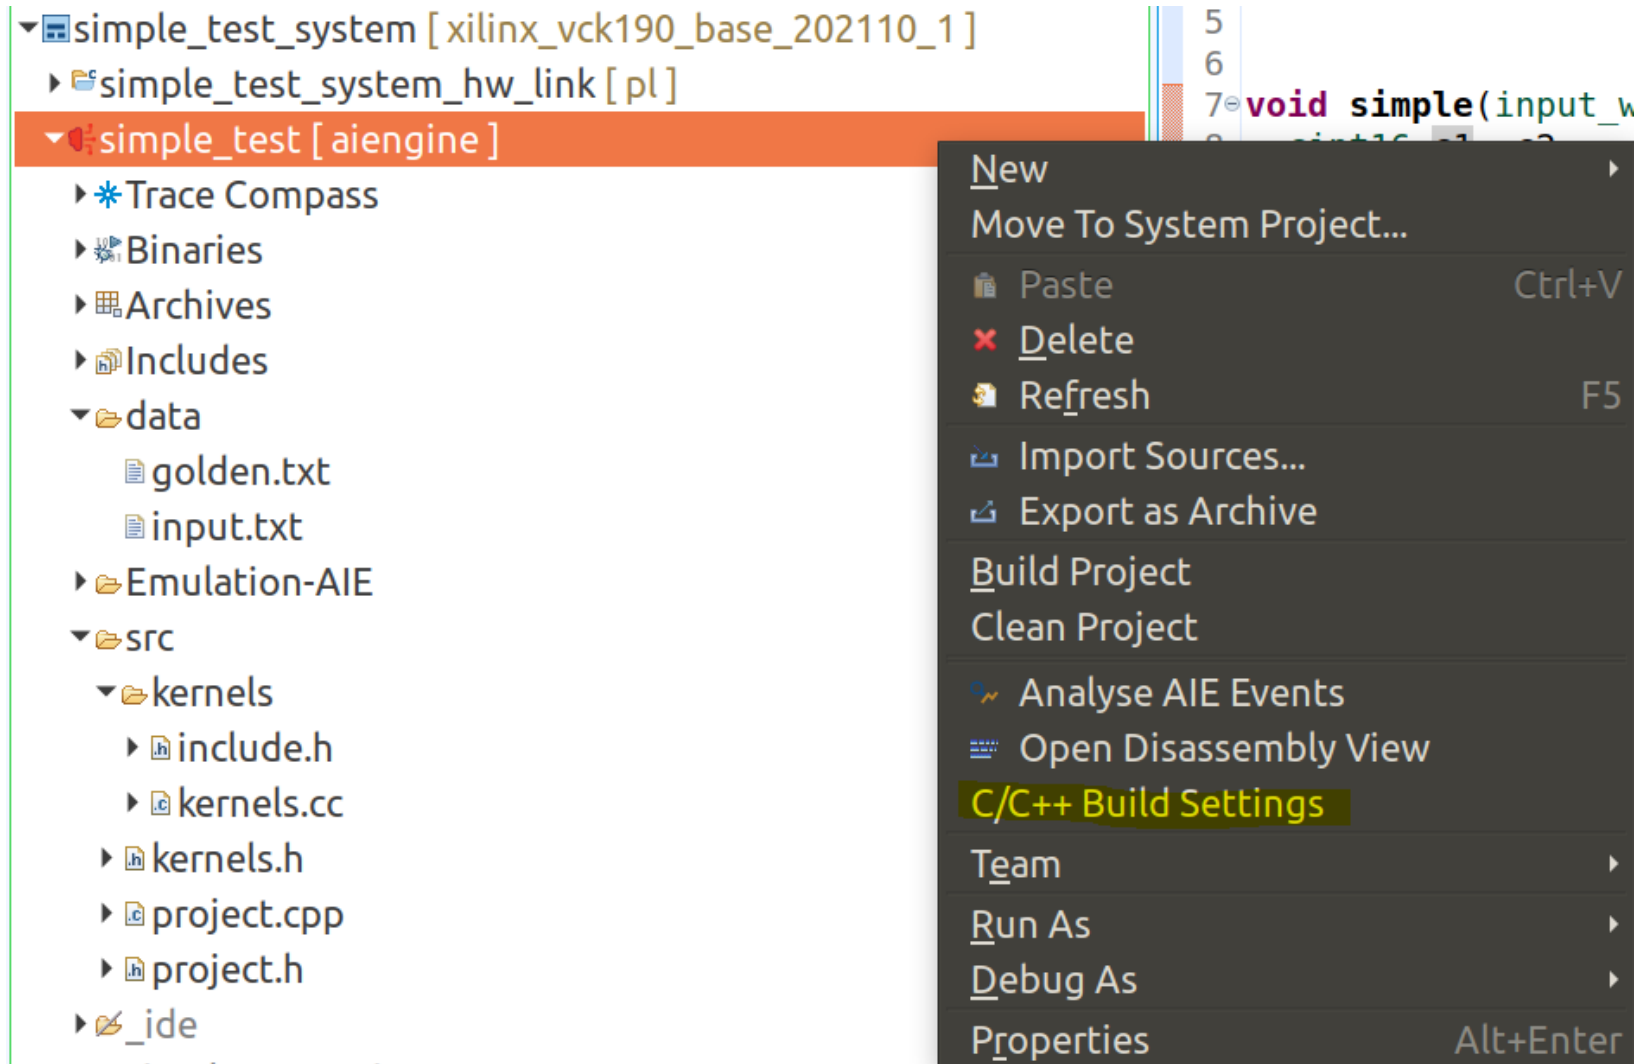 simple_test_system [ xilinx_vck190_base_202110_1 ]
simple_test_system_hw_link [ pl ]
simple_test [ aiengine ]
Trace Compass
Binaries
Archives
Includes
data
golden.txt
input.txt
Emulation-AIE
src
kernels
include.h
kernels.cc
kernels.h
project.cpp
project.h
_ide
5
6
7 void simple(input_w
New
Move To System Project...
Paste Ctrl+V
Delete
Refresh F5
Import Sources...
Export as Archive
Build Project
Clean Project
Analyse AIE Events
Open Disassembly View
C/C++ Build Settings
Team
Run As
Debug As
Properties Alt+Enter